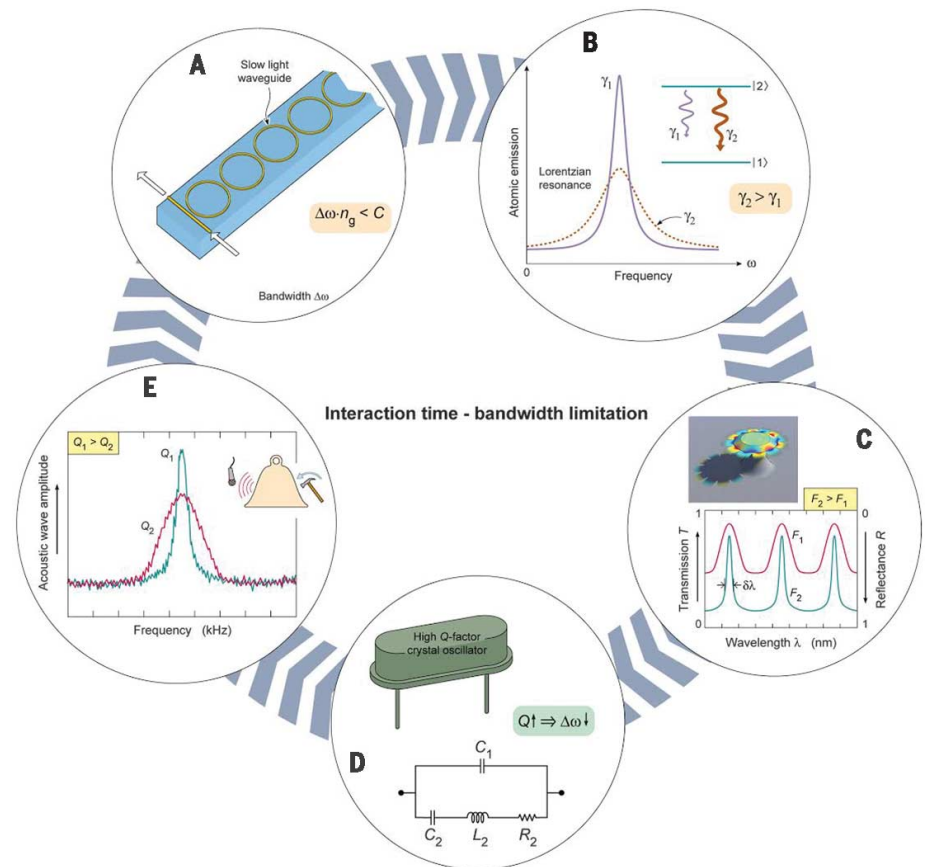 A
Slow light
waveguide
Δω·n_g < C
Bandwidth Δω
B
Atomic emission
γ₁
Lorentzian
resonance
γ₂
0
Frequency
ω
|2⟩
γ₁
γ₂
|1⟩
γ₂ > γ₁
Interaction time - bandwidth limitation
C
F₂ > F₁
1
0
Transmission T
Reflectance R
F₁
δλ
F₂
0
1
Wavelength λ (nm)
E
Q₁ > Q₂
Q₁
Q₂
Acoustic wave amplitude
Frequency (kHz)
High Q-factor
crystal oscillator
Q↑ ⇒ Δω↓
D
C₁
C₂
L₂
R₂